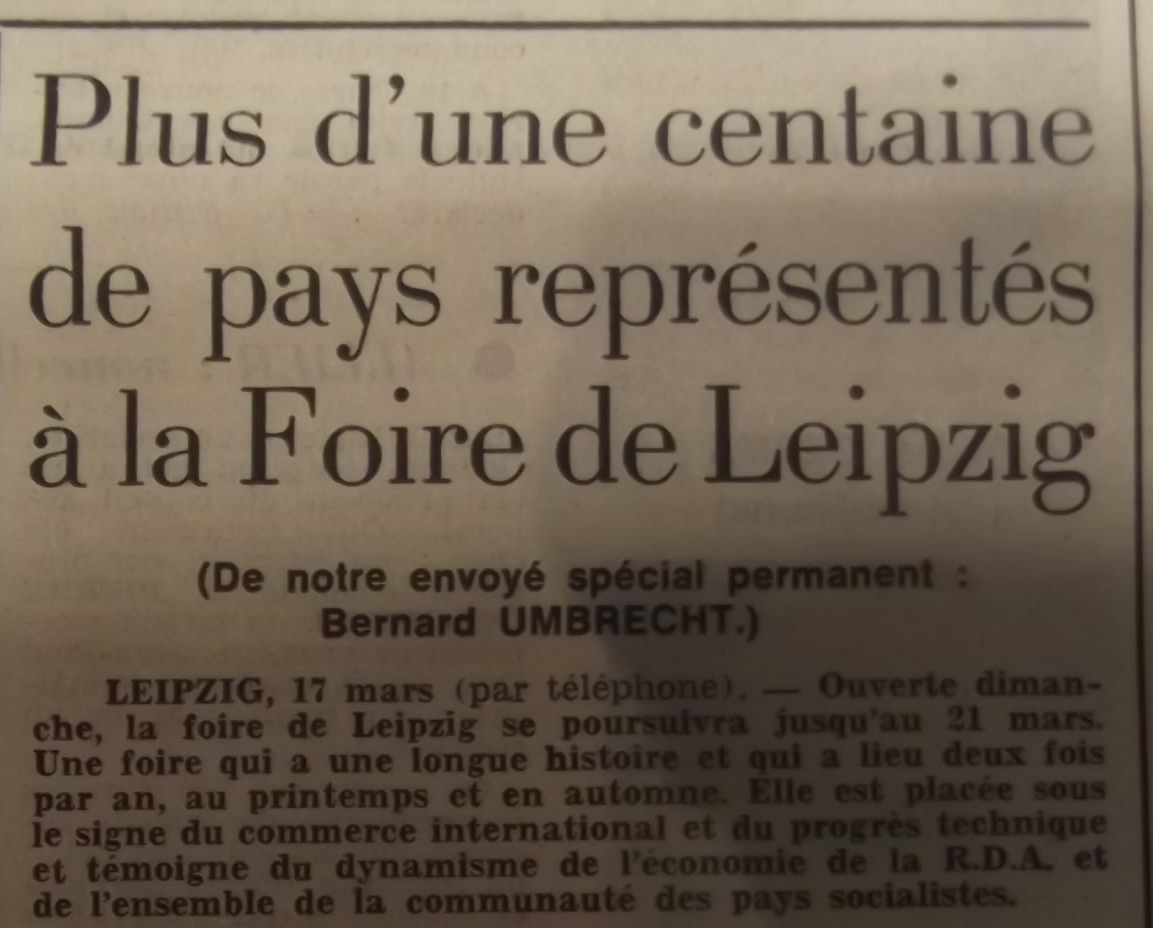 Plus d'une centaine
de pays représentés
à la Foire de Leipzig
(De notre envoyé spécial permanent :
Bernard UMBRECHT.)
LEIPZIG, 17 mars (par téléphone). — Ouverte diman-
che, la foire de Leipzig se poursuivra jusqu'au 21 mars.
Une foire qui a une longue histoire et qui a lieu deux fois
par an, au printemps et en automne. Elle est placée sous
le signe du commerce international et du progrès technique
et témoigne du dynamisme de l'économie de la R.D.A. et
de l'ensemble de la communauté des pays socialistes.